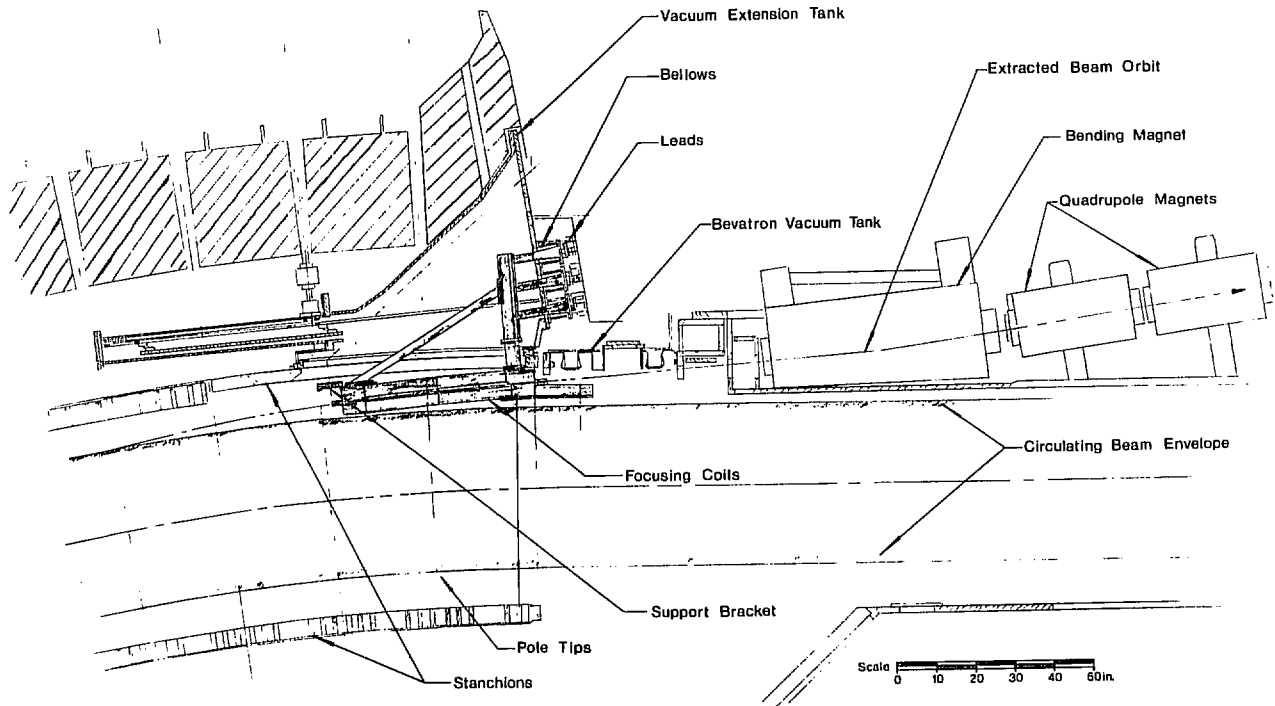 Vacuum Extension Tank
Bellows
Extracted Beam Orbit
Leads
Bending Magnet
Quadrupole Magnets
Bevatron Vacuum Tank
Circulating Beam Envelope
Focusing Coils
Support Bracket
Pole Tips
Stanchions
Scale
0 10 20 30 40 50in.